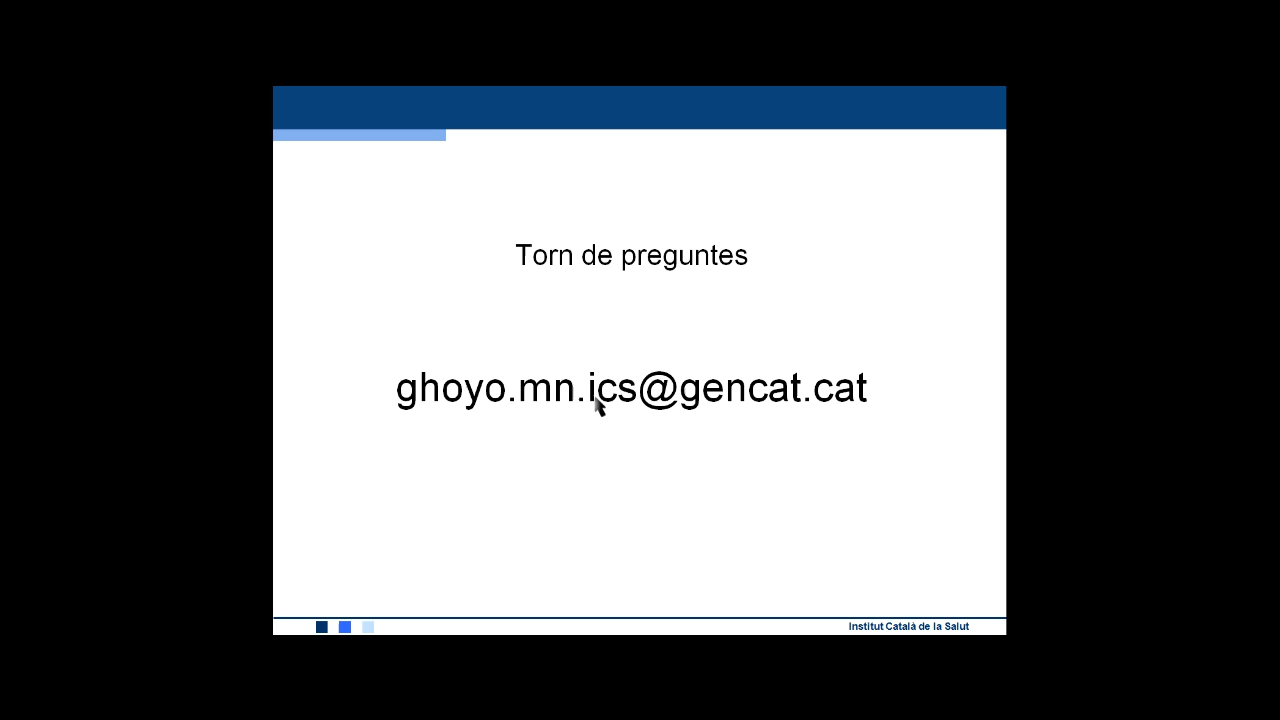 Torn de preguntes
ghoyo.mn.ics@gencat.cat
Institut Català de la Salut